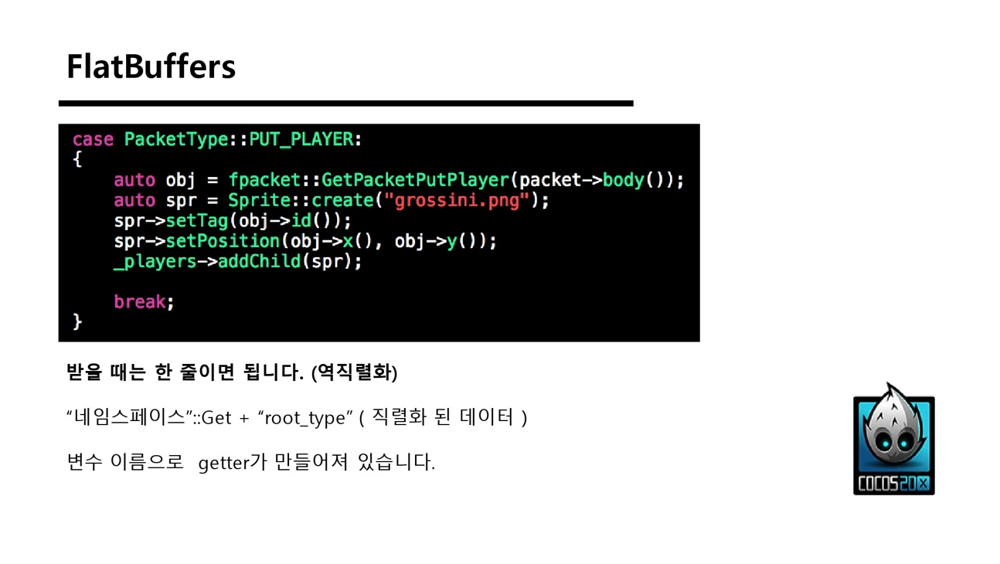 FlatBuffers
case PacketType::PUT_PLAYER:
{
    auto obj = fpacket::GetPacketPutPlayer(packet->body());
    auto spr = Sprite::create("grossini.png");
    spr->setTag(obj->id());
    spr->setPosition(obj->x(), obj->y());
    _players->addChild(spr);
    break;
}
받을 때는 한 줄이면 됩니다. (역직렬화)
“네임스페이스”::Get + “root_type” ( 직렬화 된 데이터 )
변수 이름으로 getter가 만들어져 있습니다.
COCOS2DX